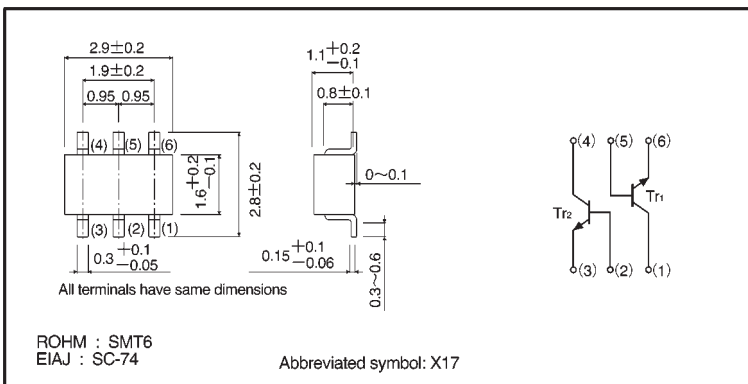 2.9±0.2
1.9±0.2
0.95 0.95
(4) (5) (6)
1.6 +0.2 −0.1
2.8±0.2
(3) (2) (1)
0.3 +0.1 −0.05
All terminals have same dimensions
1.1 +0.2 −0.1
0.8±0.1
0~0.1
0.15 +0.1 −0.06
0.3~0.6
(4) (5) (6)
Tr1
Tr2
(3) (2) (1)
ROHM : SMT6
EIAJ : SC-74
Abbreviated symbol: X17